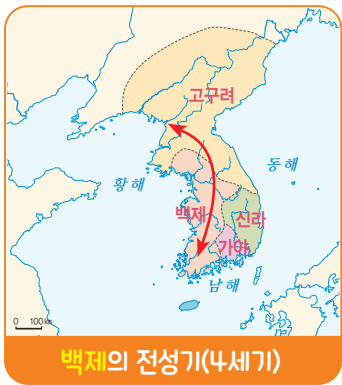 고구려
동해
황해
백제
신라
가야
남해
0 100km
백제의 전성기(4세기)